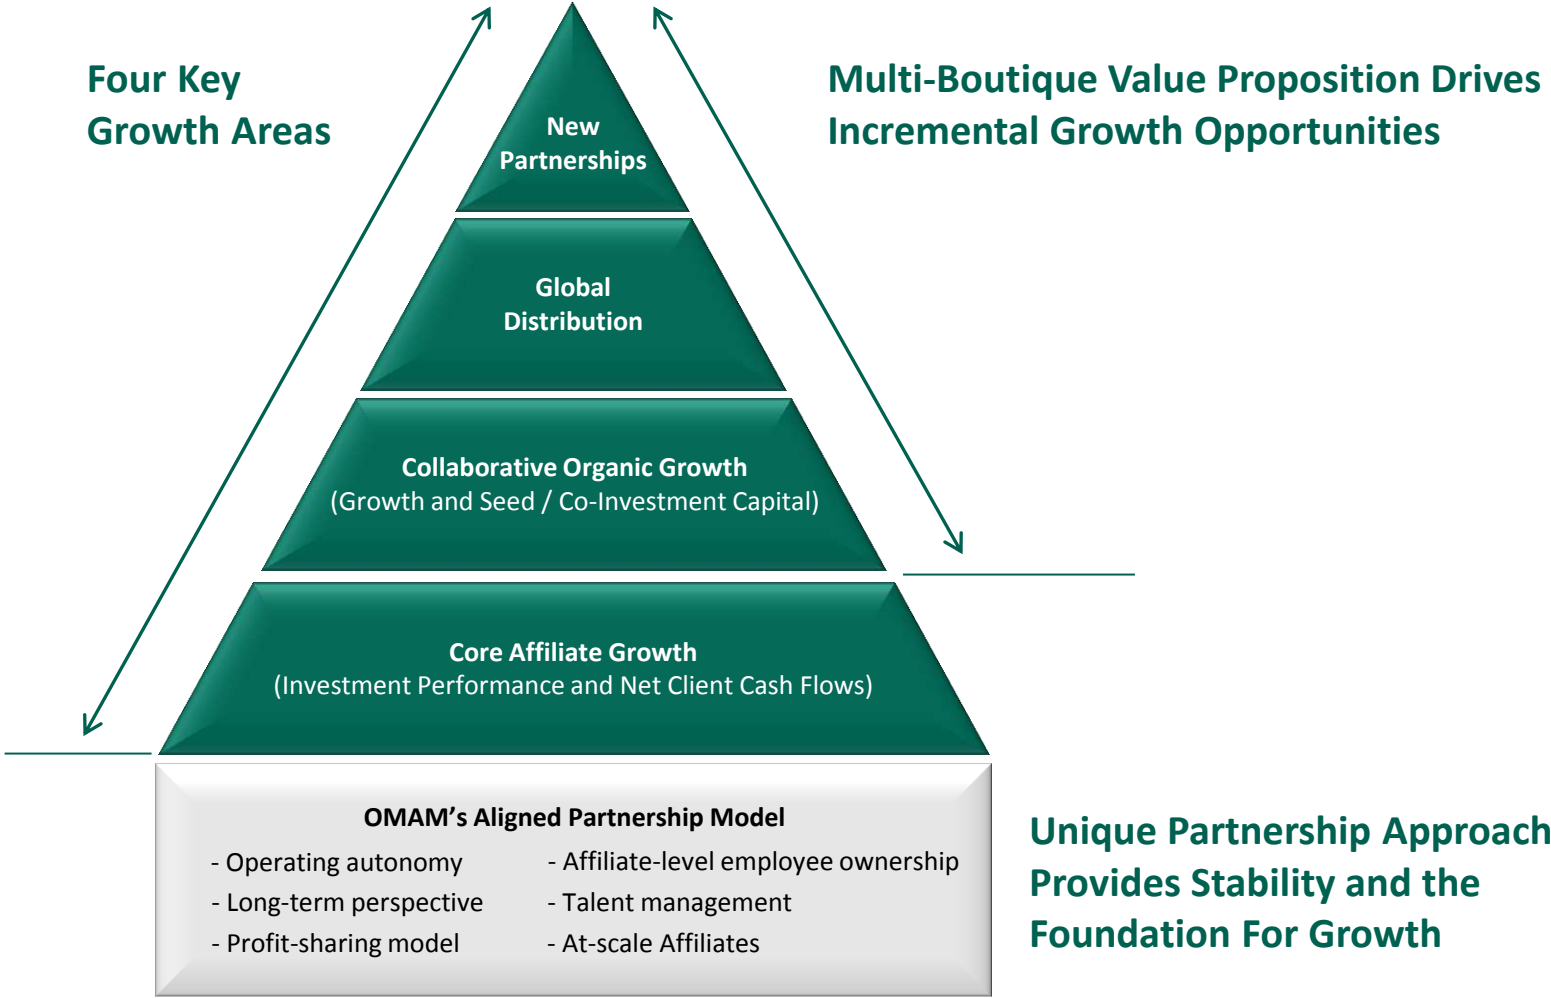 Four Key
Growth Areas
Multi-Boutique Value Proposition Drives
Incremental Growth Opportunities
New
Partnerships
Global
Distribution
Collaborative Organic Growth
(Growth and Seed / Co-Investment Capital)
Core Affiliate Growth
(Investment Performance and Net Client Cash Flows)
OMAM’s Aligned Partnership Model
- Operating autonomy
- Long-term perspective
- Profit-sharing model
- Affiliate-level employee ownership
- Talent management
- At-scale Affiliates
Unique Partnership Approach
Provides Stability and the
Foundation For Growth